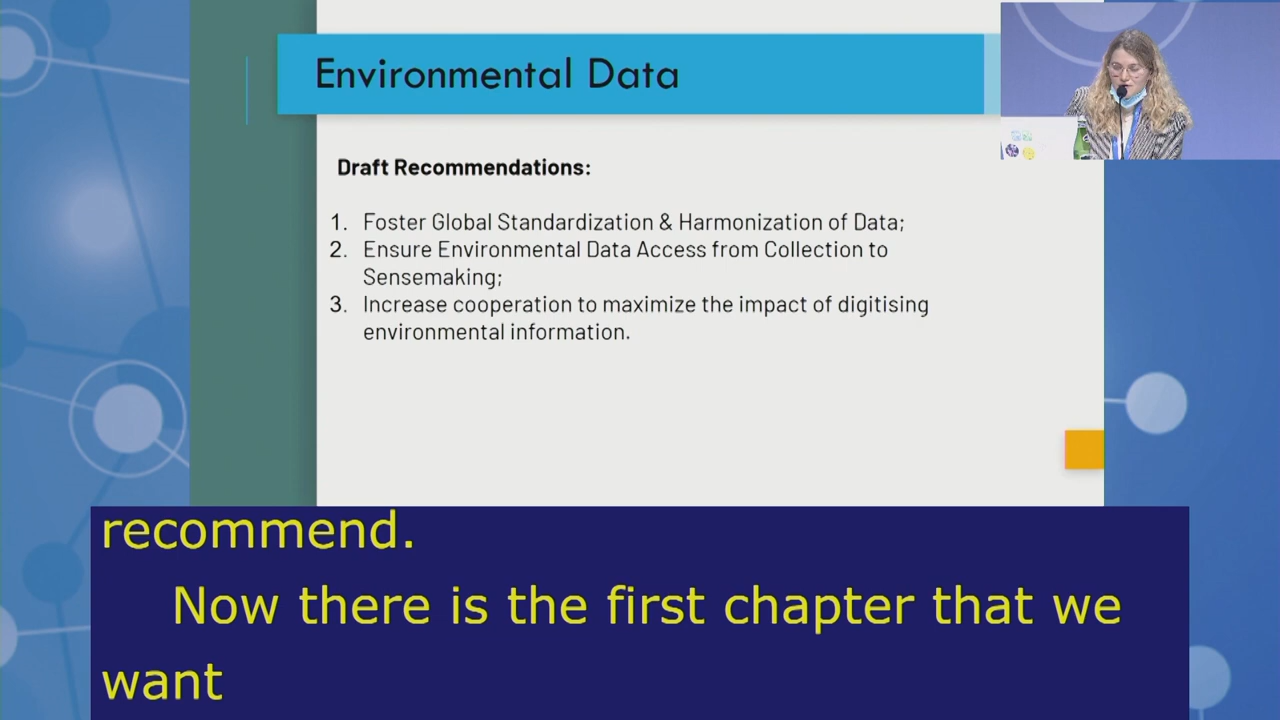 Environmental Data
Draft Recommendations:
1. Foster Global Standardization & Harmonization of Data;
2. Ensure Environmental Data Access from Collection to
Sensemaking;
3. Increase cooperation to maximize the impact of digitising
environmental information.
recommend.
Now there is the first chapter that we
want